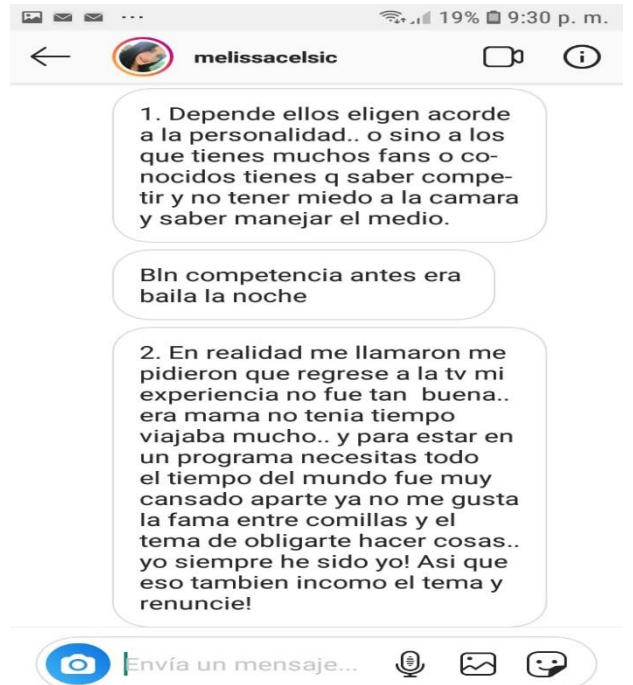 ... 19% 9:30 p. m.
melissacelsic
1. Depende ellos eligen acorde
a la personalidad.. o sino a los
que tienes muchos fans o co-
nocidos tienes q saber compe-
tir y no tener miedo a la camara
y saber manejar el medio.
Bln competencia antes era
baila la noche
2. En realidad me llamaron me
pidieron que regrese a la tv mi
experiencia no fue tan buena..
era mama no tenia tiempo
viajaba mucho.. y para estar en
un programa necesitas todo
el tiempo del mundo fue muy
cansado aparte ya no me gusta
la fama entre comillas y el
tema de obligarte hacer cosas..
yo siempre he sido yo! Asi que
eso tambien incomo el tema y
renuncie!
Envía un mensaje...